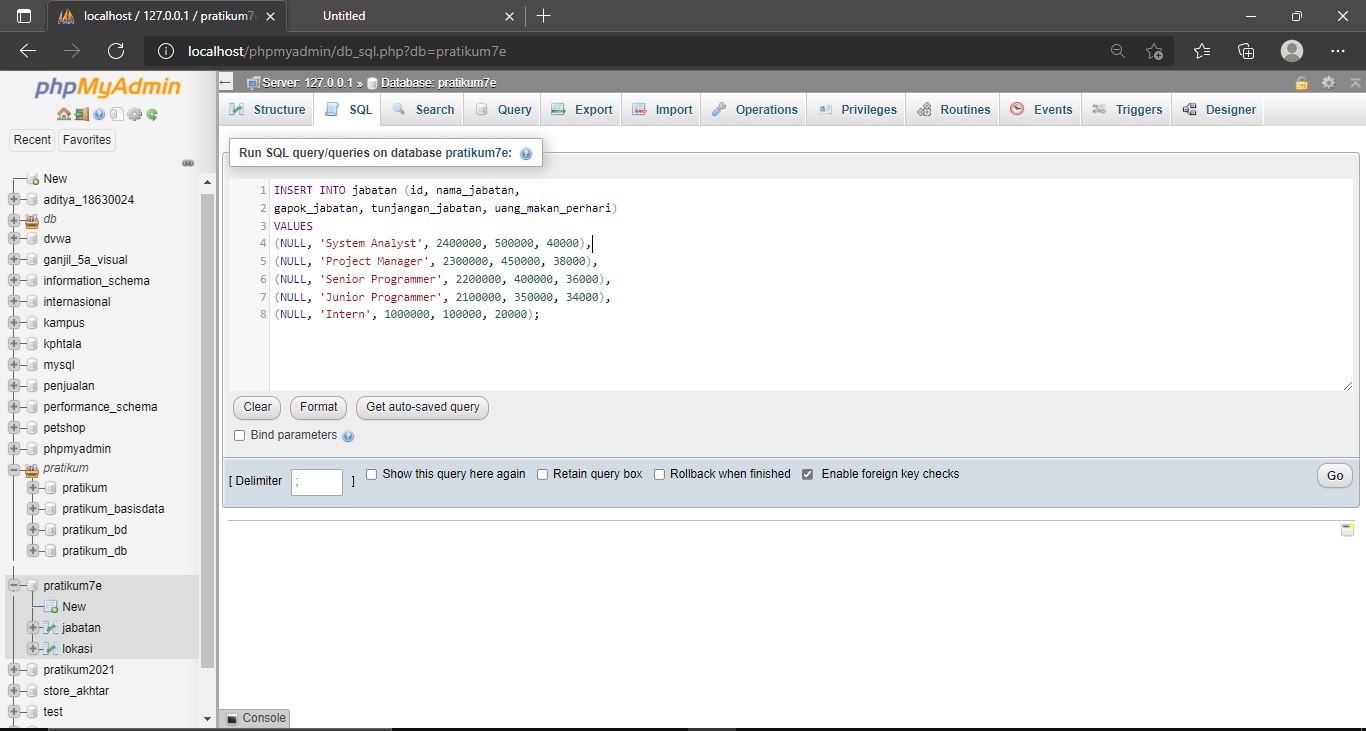 localhost / 127.0.0.1 / pratikum7
Untitled
localhost/phpmyadmin/db_sql.php?db=pratikum7e
phpMyAdmin
Recent Favorites
New
aditya_18630024
db
dvwa
ganjil_5a_visual
information_schema
internasional
kampus
kphtala
mysql
penjualan
performance_schema
petshop
phpmyadmin
pratikum
pratikum
pratikum_basisdata
pratikum_bd
pratikum_db
pratikum7e
New
jabatan
lokasi
pratikum2021
store_akhtar
test
Server: 127.0.0.1 » Database: pratikum7e
Structure SQL Search Query Export Import Operations Privileges Routines Events Triggers Designer
Run SQL query/queries on database pratikum7e:
1 INSERT INTO jabatan (id, nama_jabatan,
2 gapok_jabatan, tunjangan_jabatan, uang_makan_perhari)
3 VALUES
4 (NULL, 'System Analyst', 2400000, 500000, 40000),
5 (NULL, 'Project Manager', 2300000, 450000, 38000),
6 (NULL, 'Senior Programmer', 2200000, 400000, 36000),
7 (NULL, 'Junior Programmer', 2100000, 350000, 34000),
8 (NULL, 'Intern', 1000000, 100000, 20000);
Clear Format Get auto-saved query
Bind parameters
[ Delimiter ; ] Show this query here again Retain query box Rollback when finished Enable foreign key checks Go
Console